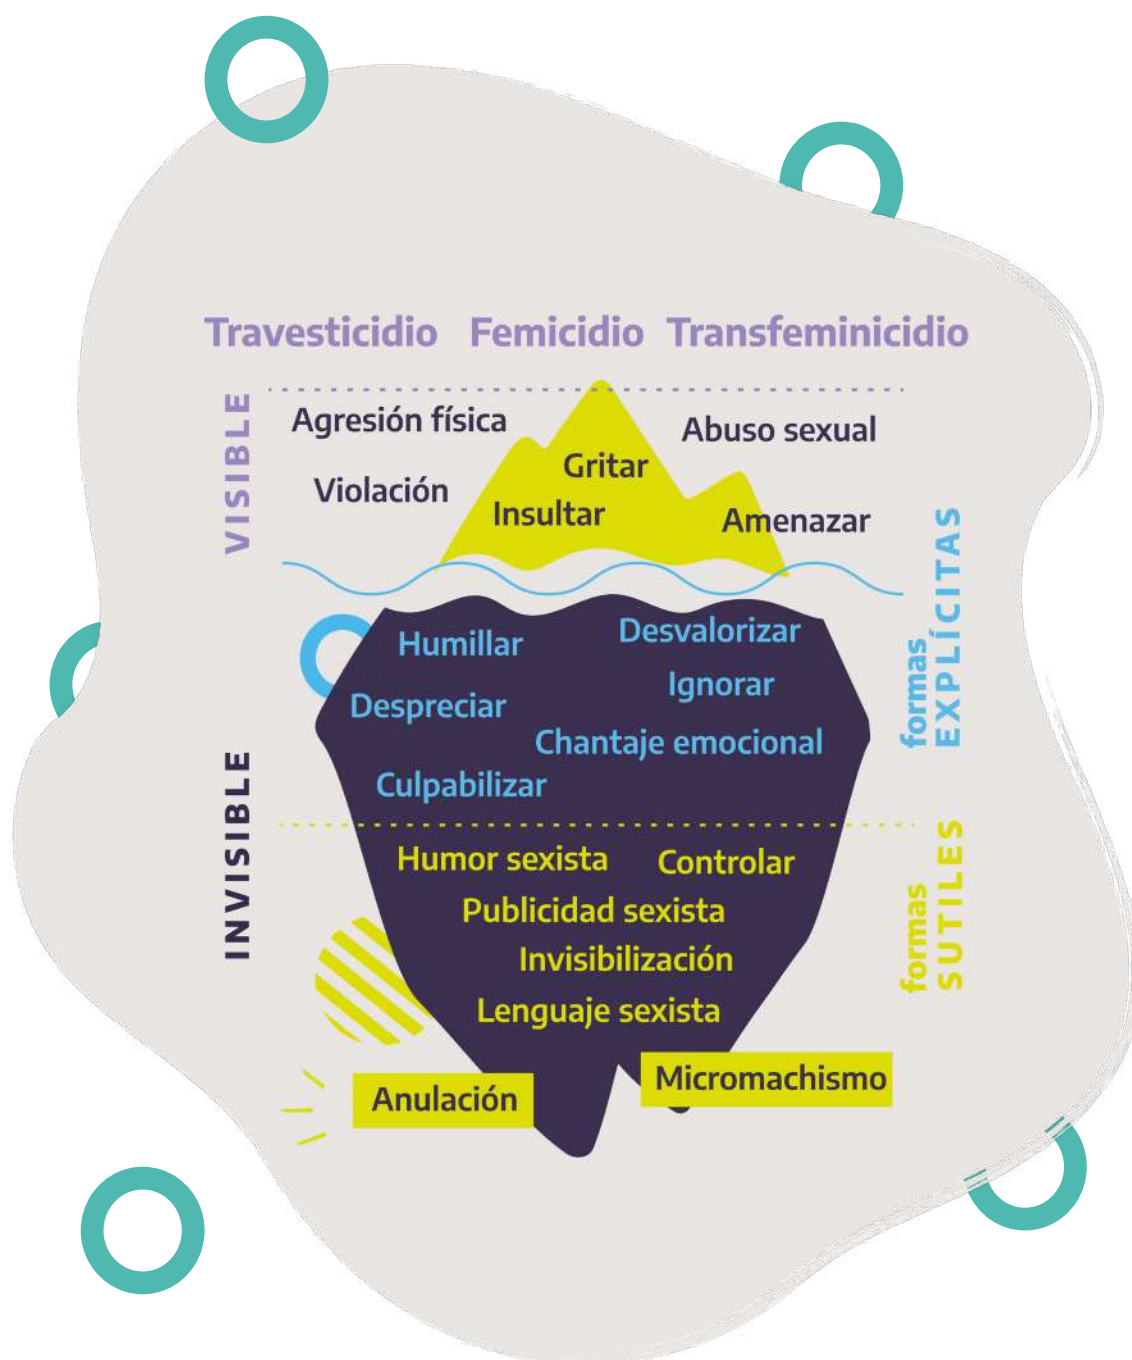 Travesticidio Femicidio Transfeminicidio
VISIBLE
Agresión física
Abuso sexual
Gritar
Violación
Insultar
Amenazar
formas
EXPLÍCITAS
Humillar
Desvalorizar
Ignorar
Despreciar
Chantaje emocional
Culpabilizar
INVISIBLE
formas
SUTILES
Humor sexista
Controlar
Publicidad sexista
Invisibilización
Lenguaje sexista
Micromachismo
Anulación